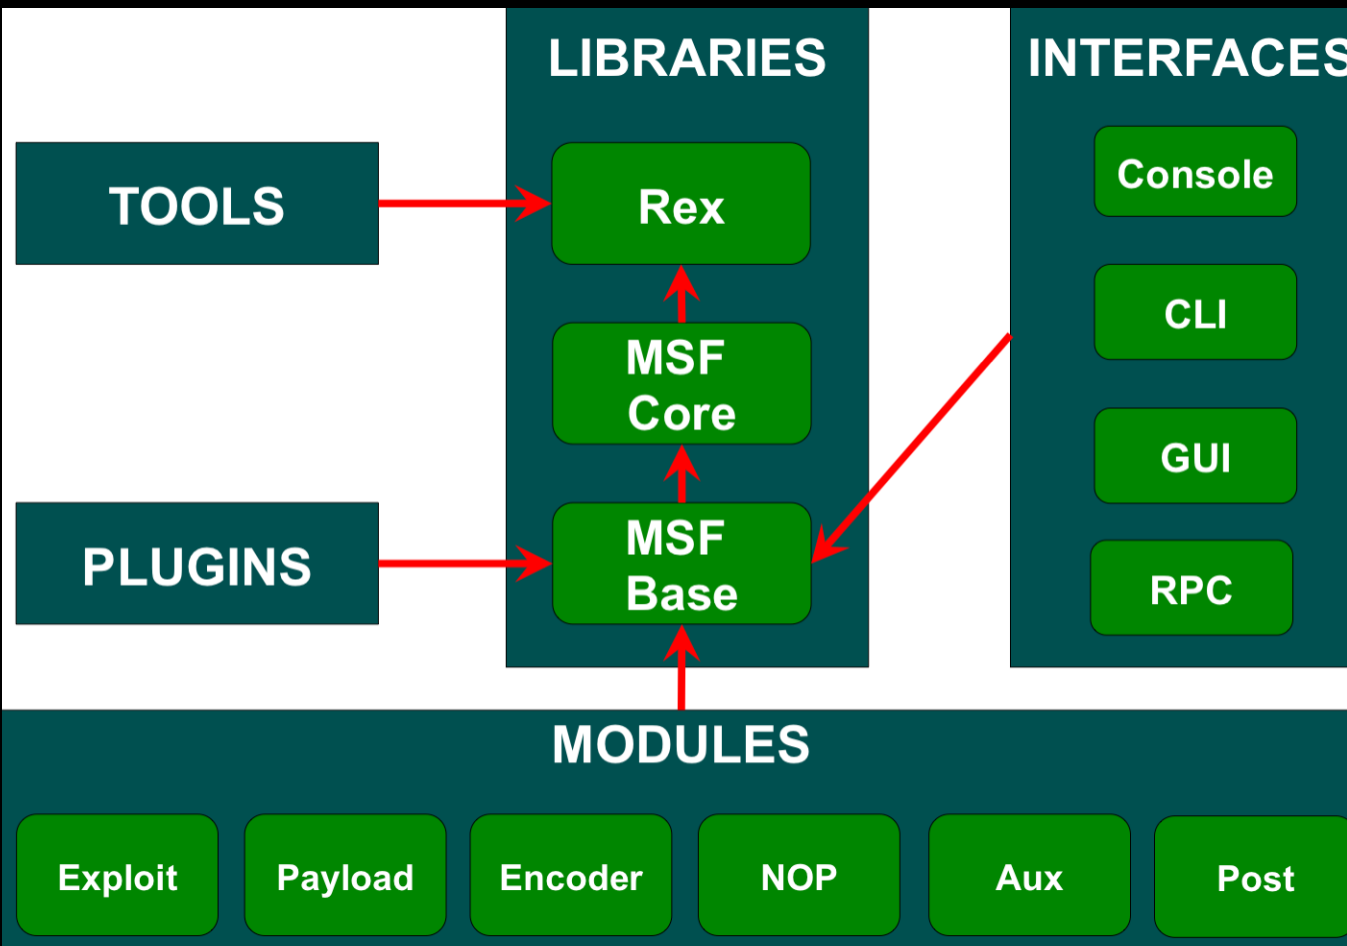 LIBRARIES
INTERFACES
TOOLS
Rex
Console
CLI
MSF
Core
GUI
PLUGINS
MSF
Base
RPC
MODULES
Exploit
Payload
Encoder
NOP
Aux
Post